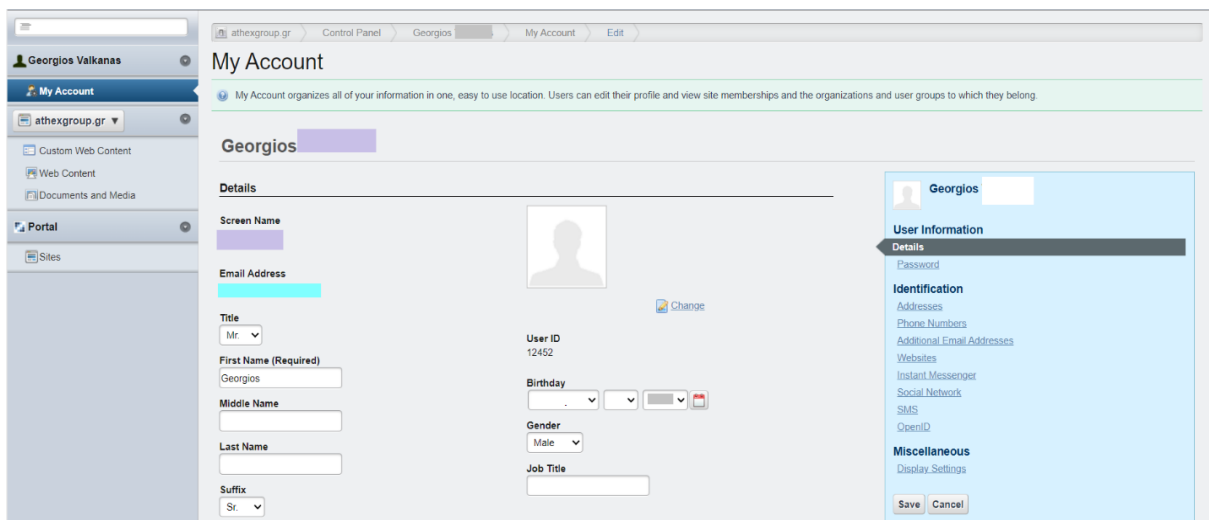 athexgroup.gr Control Panel Georgios My Account Edit
Georgios Valkanas
My Account
athexgroup.gr ▼
Custom Web Content
Web Content
Documents and Media
Portal
Sites
My Account
My Account organizes all of your information in one, easy to use location. Users can edit their profile and view site memberships and the organizations and user groups to which they belong.
Georgios
Details
Screen Name
Email Address
Title
Mr.
First Name (Required)
Georgios
Middle Name
Last Name
Suffix
Sr.
Change
User ID
12452
Birthday
Gender
Male
Job Title
Georgios
User Information
Details
Password
Identification
Addresses
Phone Numbers
Additional Email Addresses
Websites
Instant Messenger
Social Network
SMS
OpenID
Miscellaneous
Display Settings
Save Cancel